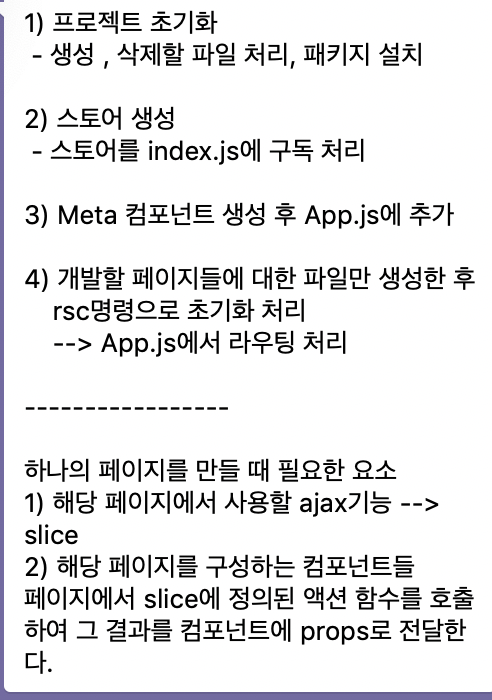 1) 프로젝트 초기화
- 생성 , 삭제할 파일 처리, 패키지 설치
2) 스토어 생성
- 스토어를 index.js에 구독 처리
3) Meta 컴포넌트 생성 후 App.js에 추가
4) 개발할 페이지들에 대한 파일만 생성한 후
rsc명령으로 초기화 처리
--> App.js에서 라우팅 처리
-----------------
하나의 페이지를 만들 때 필요한 요소
1) 해당 페이지에서 사용할 ajax기능 -->
slice
2) 해당 페이지를 구성하는 컴포넌트들
페이지에서 slice에 정의된 액션 함수를 호출
하여 그 결과를 컴포넌트에 props로 전달한
다.